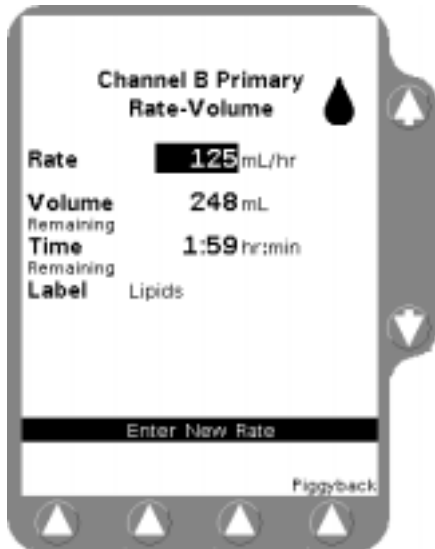 Channel B Primary
Rate-Volume
Rate 125 mL/hr
Volume 248 mL
Remaining
Time 1:59 hr:min
Remaining
Label Lipids
Enter New Rate
Piggyback